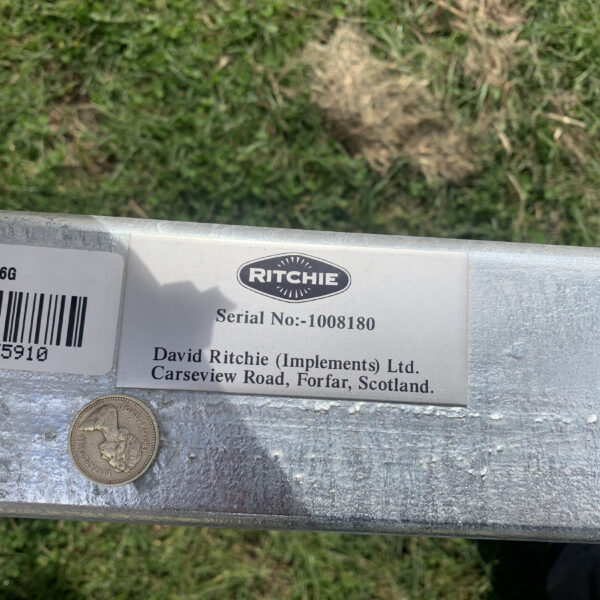 6G
5910
RITCHIE
Serial No:-1008180
David Ritchie (Implements) Ltd.
Carseview Road, Forfar, Scotland.